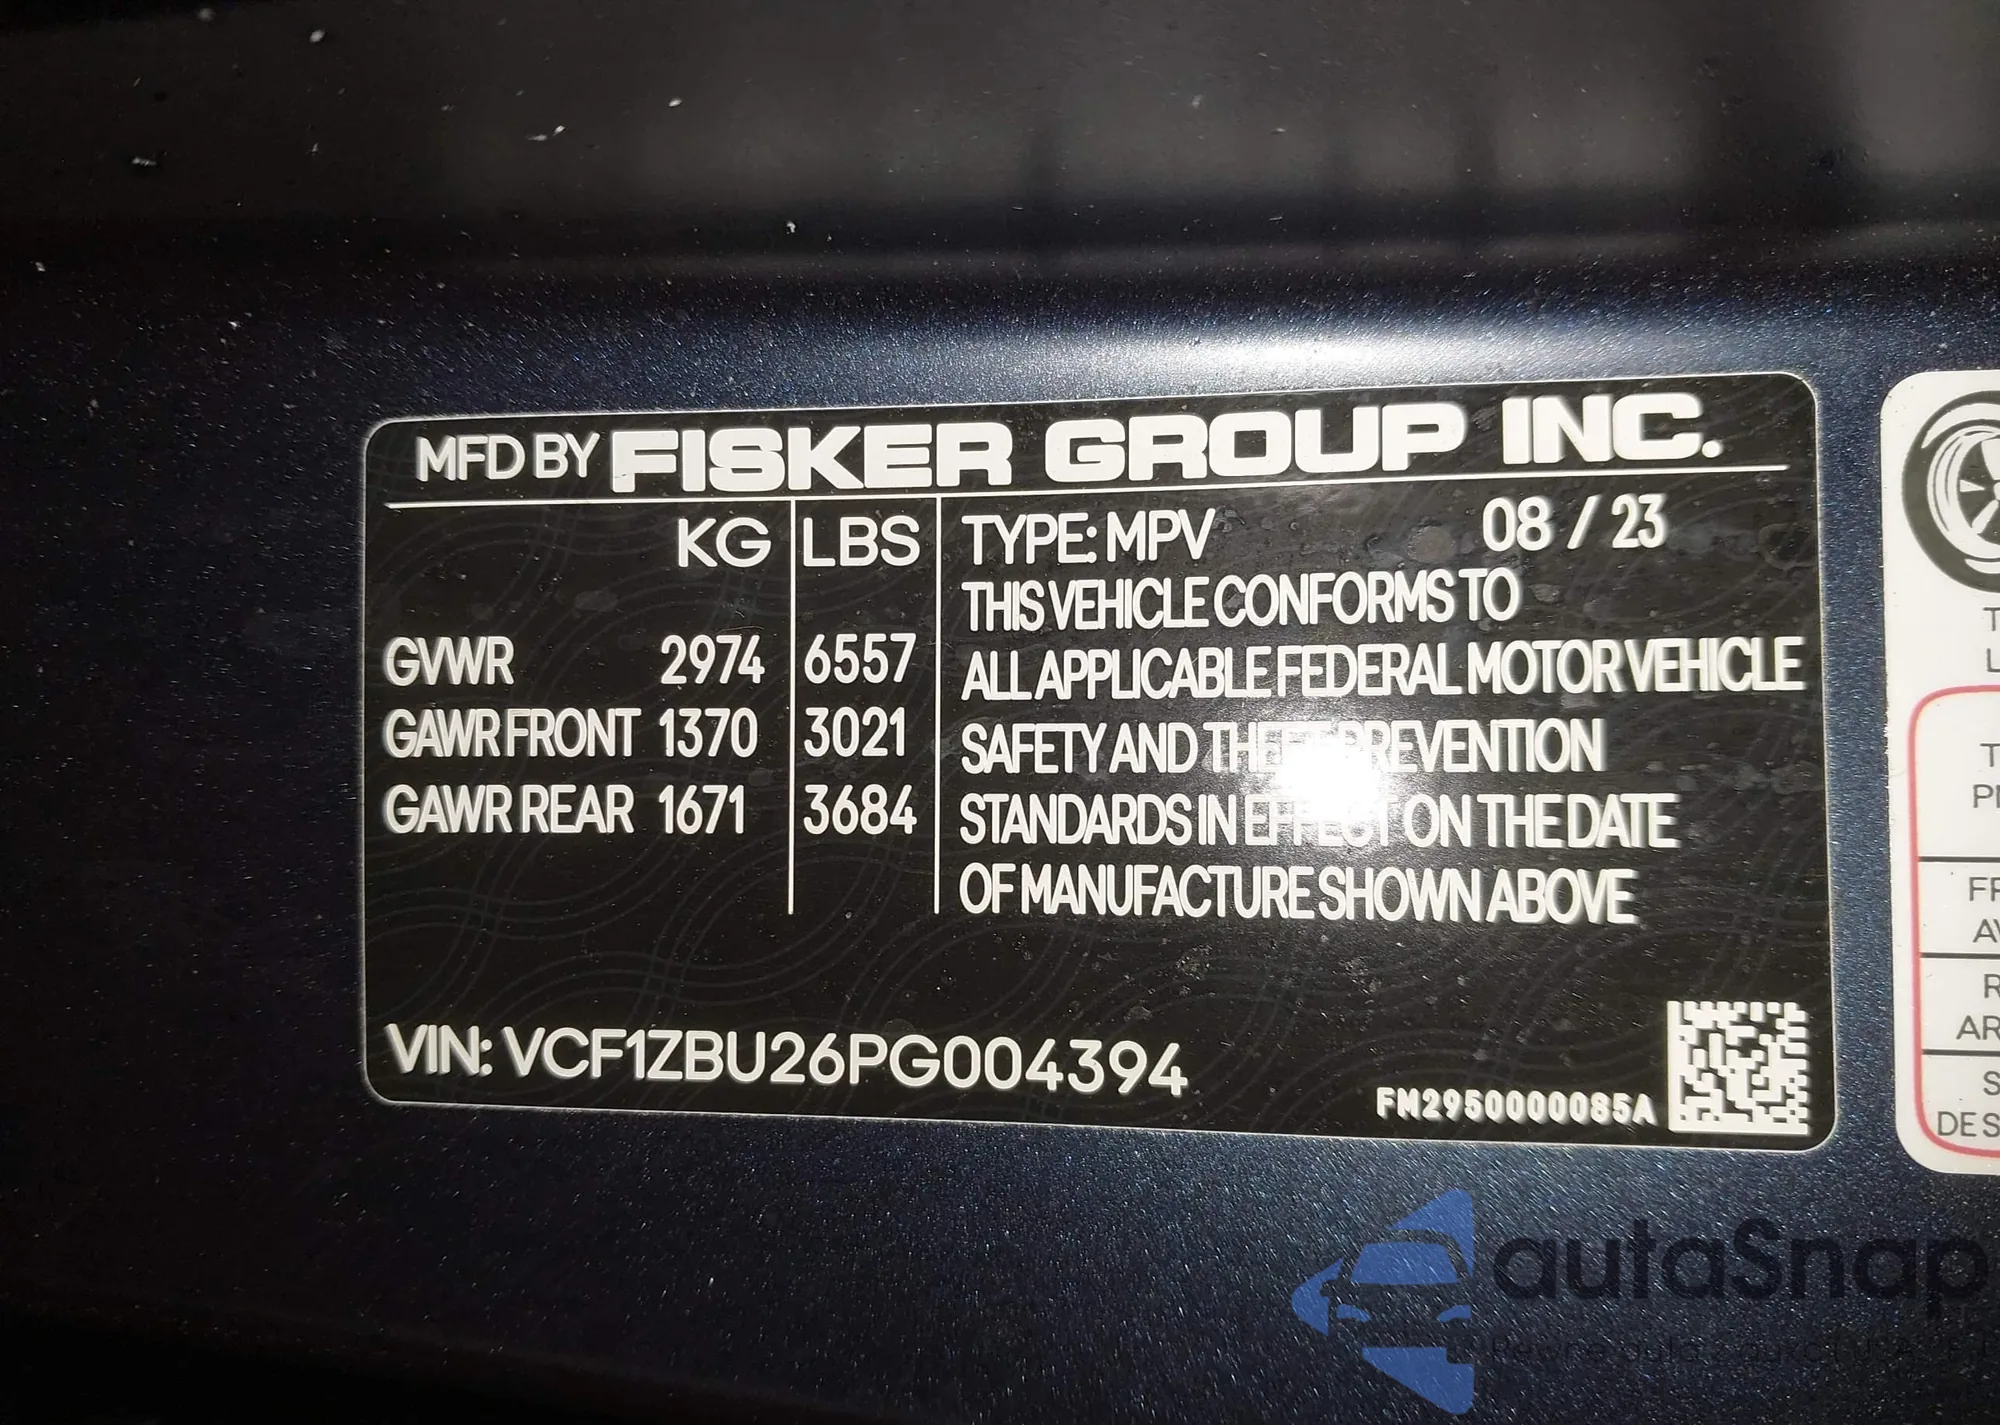 MFD BY FISKER GROUP INC.
KG LBS TYPE: MPV 08 / 23
THIS VEHICLE CONFORMS TO
GVWR 2974 6557 ALL APPLICABLE FEDERAL MOTOR VEHICLE
GAWR FRONT 1370 3021 SAFETY AND THEFT PREVENTION
GAWR REAR 1671 3684 STANDARDS IN EFFECT ON THE DATE
OF MANUFACTURE SHOWN ABOVE
VIN: VCF1ZBU26PG004394
FM2950000085A
autaSnap